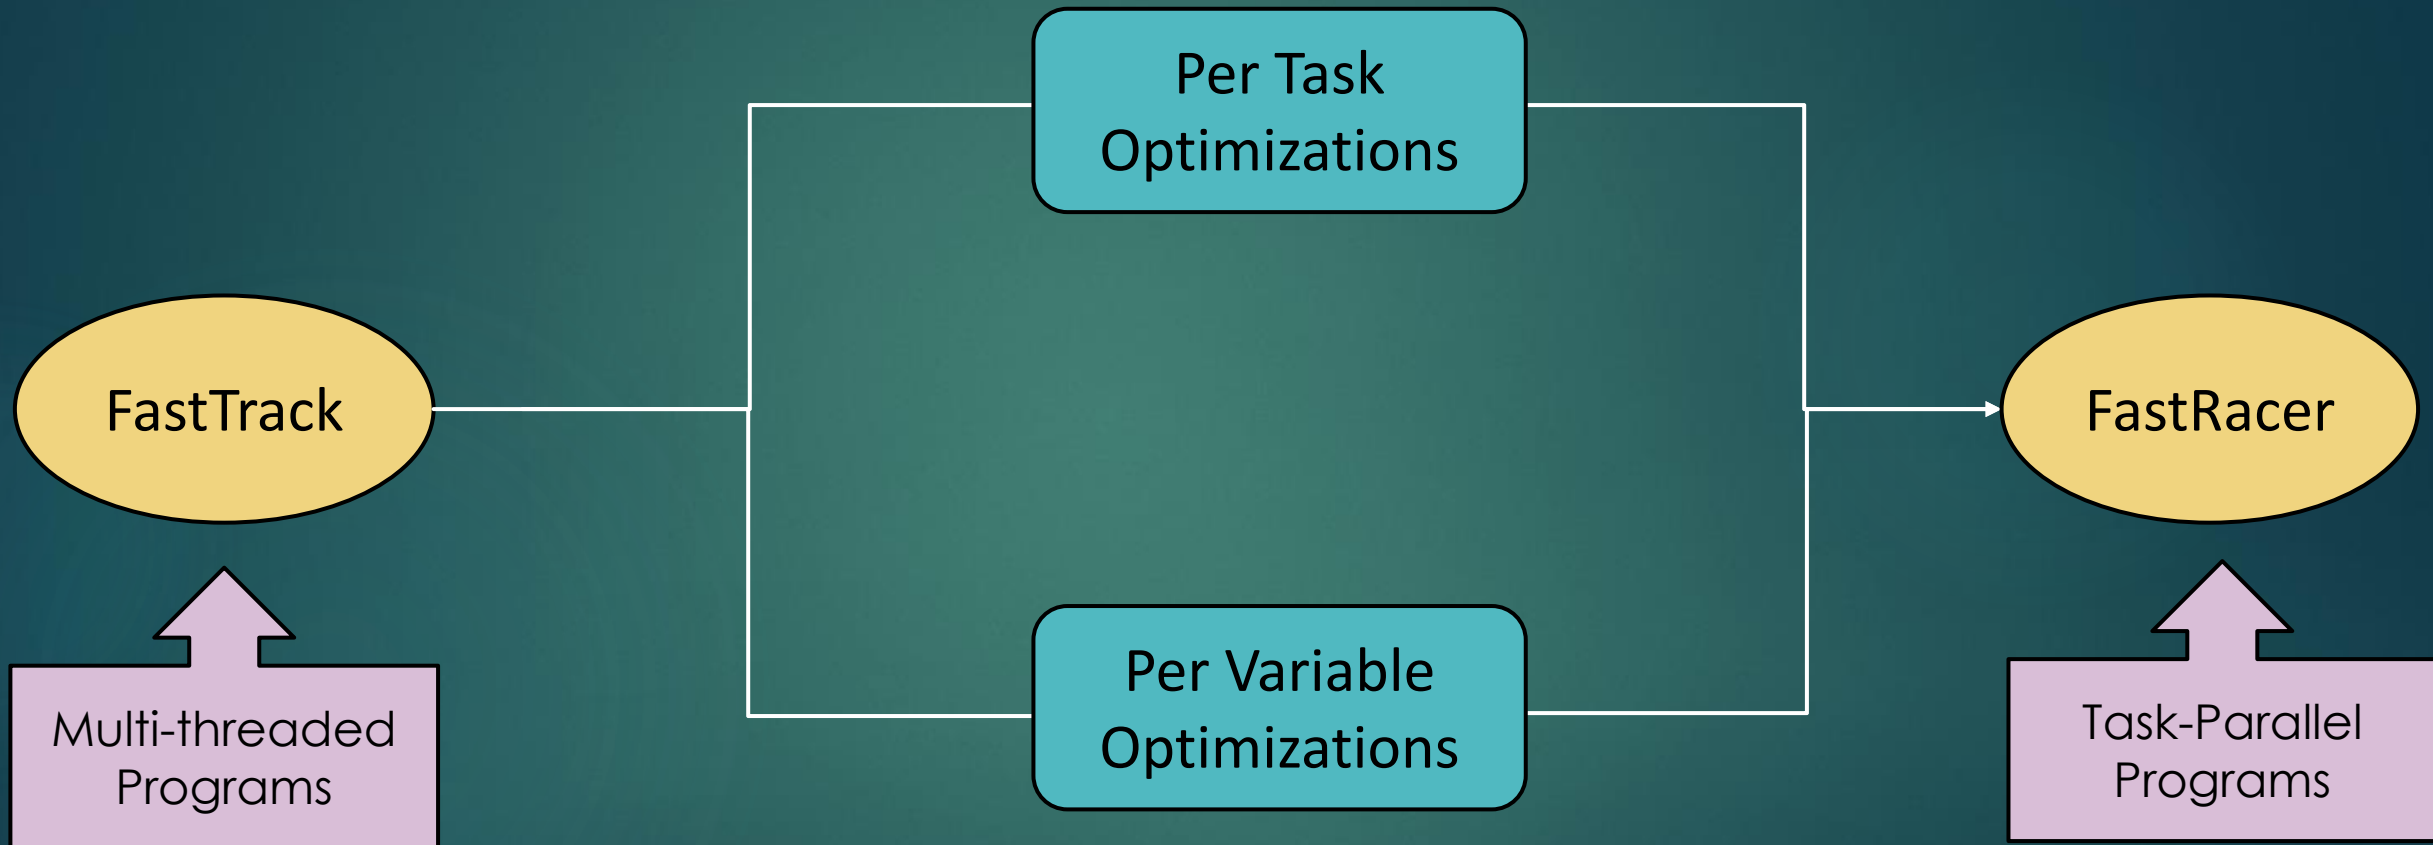 Per Task
Optimizations
FastTrack
FastRacer
Per Variable
Optimizations
Multi-threaded
Programs
Task-Parallel
Programs